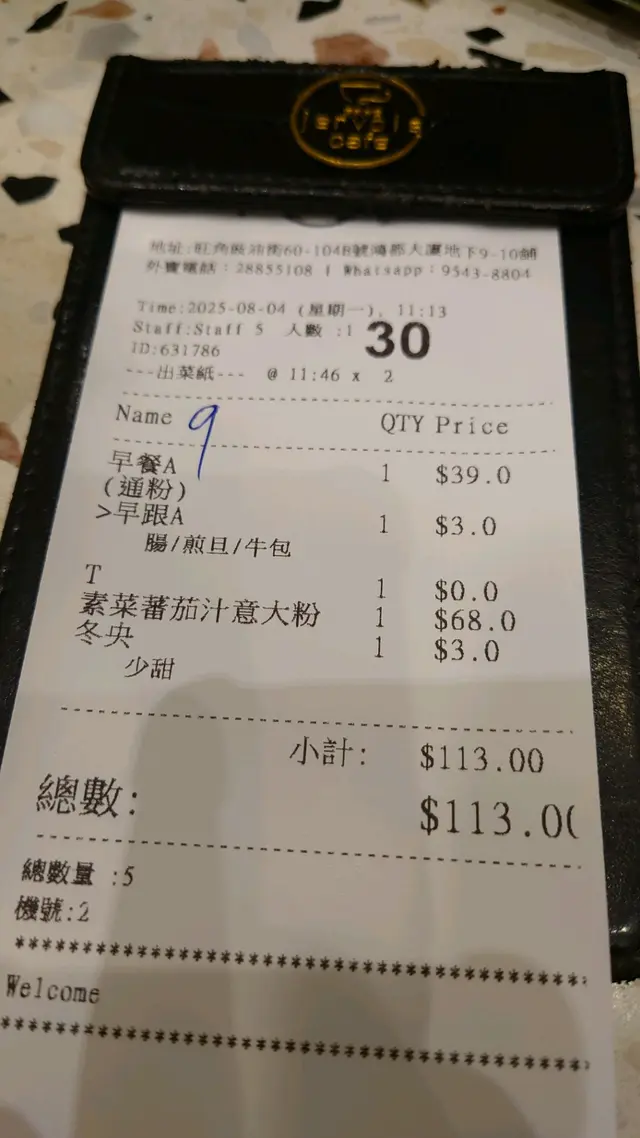 cafe
地址:旺角豉油街60-104B號鴻都大廈地下9-10舖
外賣電話：28855108 | Whatsapp：9543-8804
Time:2025-08-04 (星期一), 11:13
Staff:Staff 5 人數 :1 30
ID:631786
---出菜紙--- @ 11:46 x 2
Name 9 QTY Price
早餐A 1 $39.0
(通粉)
>早跟A 1 $3.0
腸/煎旦/牛包
T 1 $0.0
素菜蕃茄汁意大粉 1 $68.0
冬央 1 $3.0
少甜
小計: $113.00
總數: $113.00
總數量 :5
機號:2
******************************************
Welcome
******************************************